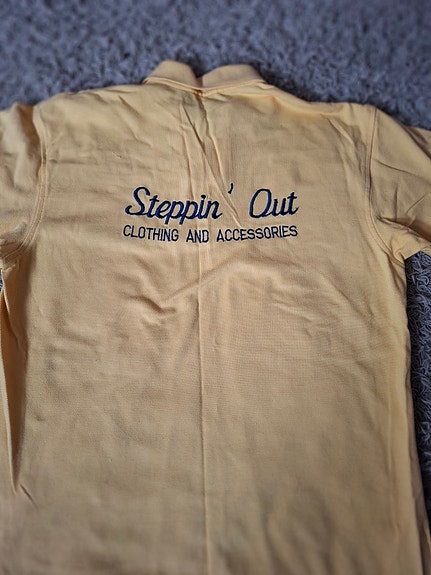 Steppin' Out
CLOTHING AND ACCESSORIES